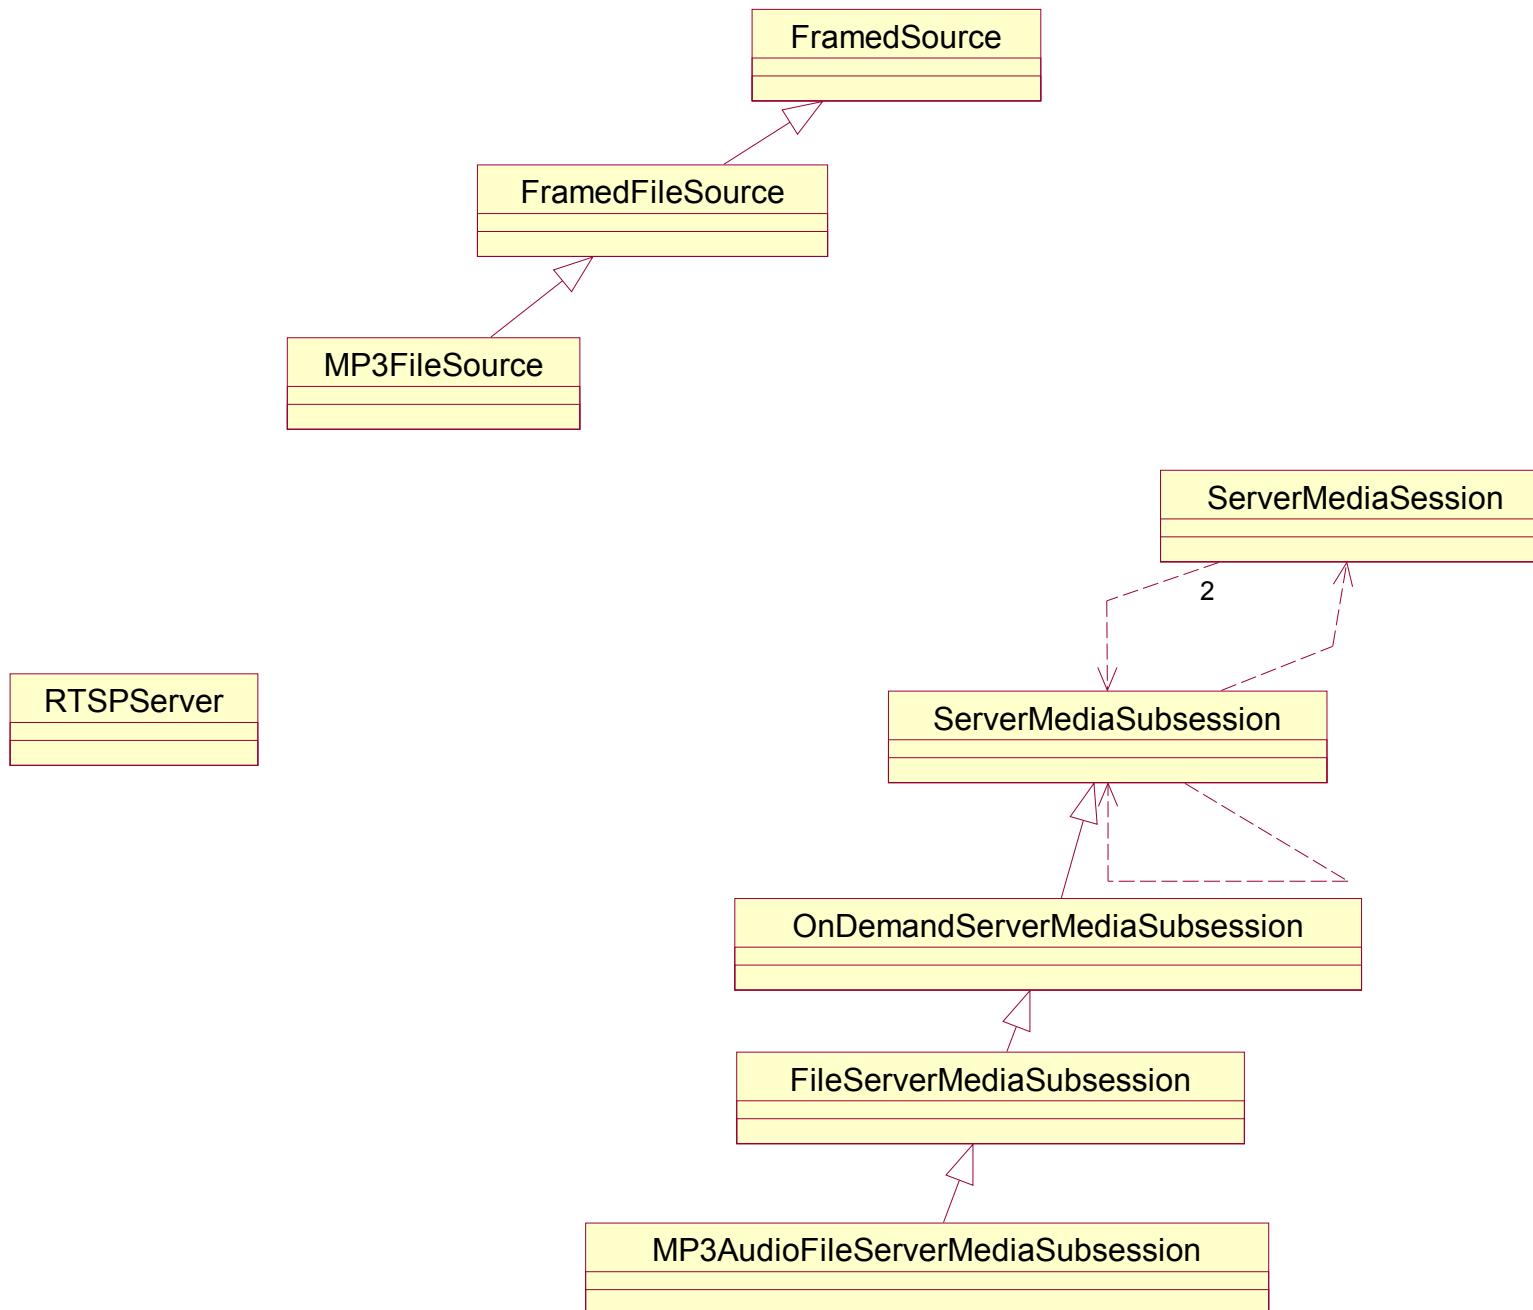 FramedSource
FramedFileSource
MP3FileSource
ServerMediaSession
2
RTSPServer
ServerMediaSubsession
OnDemandServerMediaSubsession
FileServerMediaSubsession
MP3AudioFileServerMediaSubsession